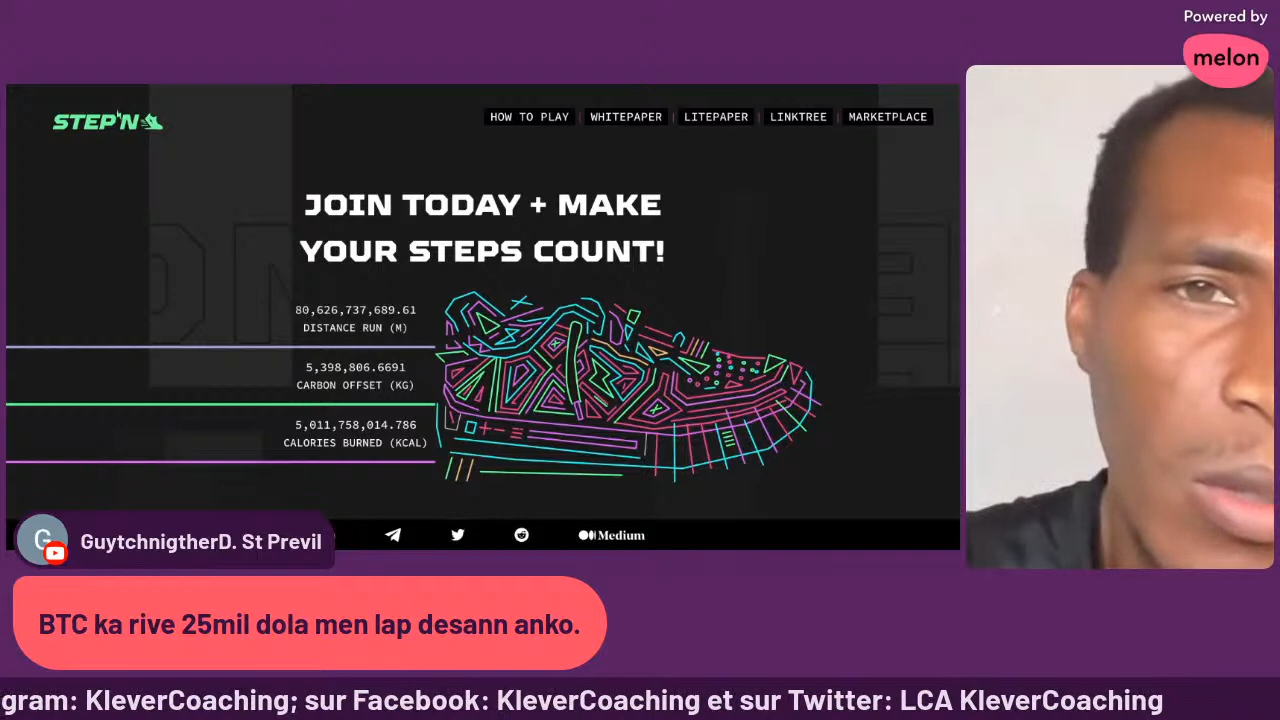 Powered by
melon
STEP'N
HOW TO PLAY
WHITEPAPER
LITEPAPER
LINKTREE
MARKETPLACE
JOIN TODAY + MAKE
YOUR STEPS COUNT!
80,626,737,689.61
DISTANCE RUN (M)
5,398,806.6691
CARBON OFFSET (KG)
5,011,758,014.786
CALORIES BURNED (KCAL)
Medium
G
GuytchnigtherD. St Previl
BTC ka rive 25mil dola men lap desann anko.
gram: KleverCoaching; sur Facebook: KleverCoaching et sur Twitter: LCA KleverCoaching